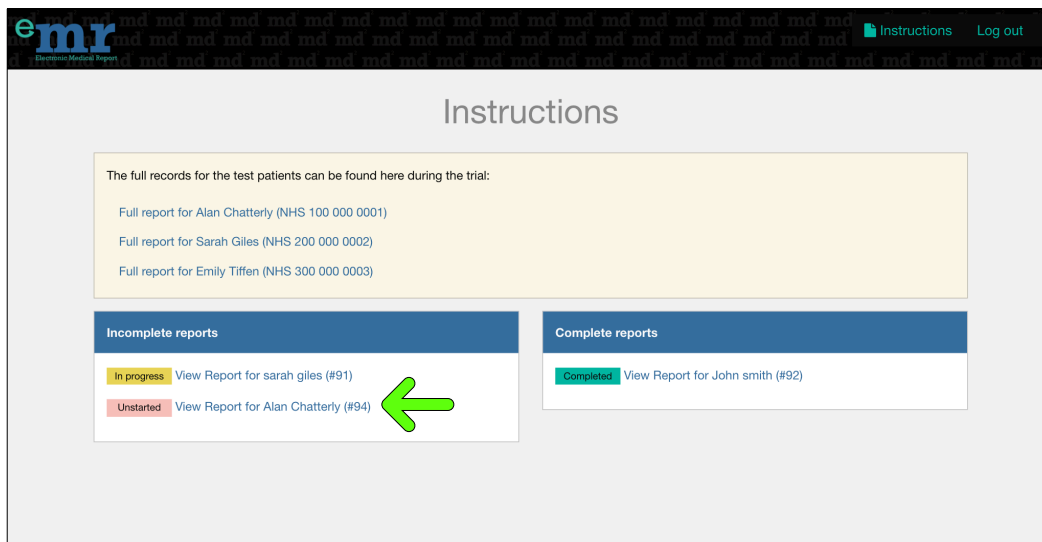 emr
Electronic Medical Report
Instructions
Log out
Instructions
The full records for the test patients can be found here during the trial:
Full report for Alan Chatterly (NHS 100 000 0001)
Full report for Sarah Giles (NHS 200 000 0002)
Full report for Emily Tiffen (NHS 300 000 0003)
Incomplete reports
In progress View Report for sarah giles (#91)
Unstarted View Report for Alan Chatterly (#94)
Complete reports
Completed View Report for John smith (#92)